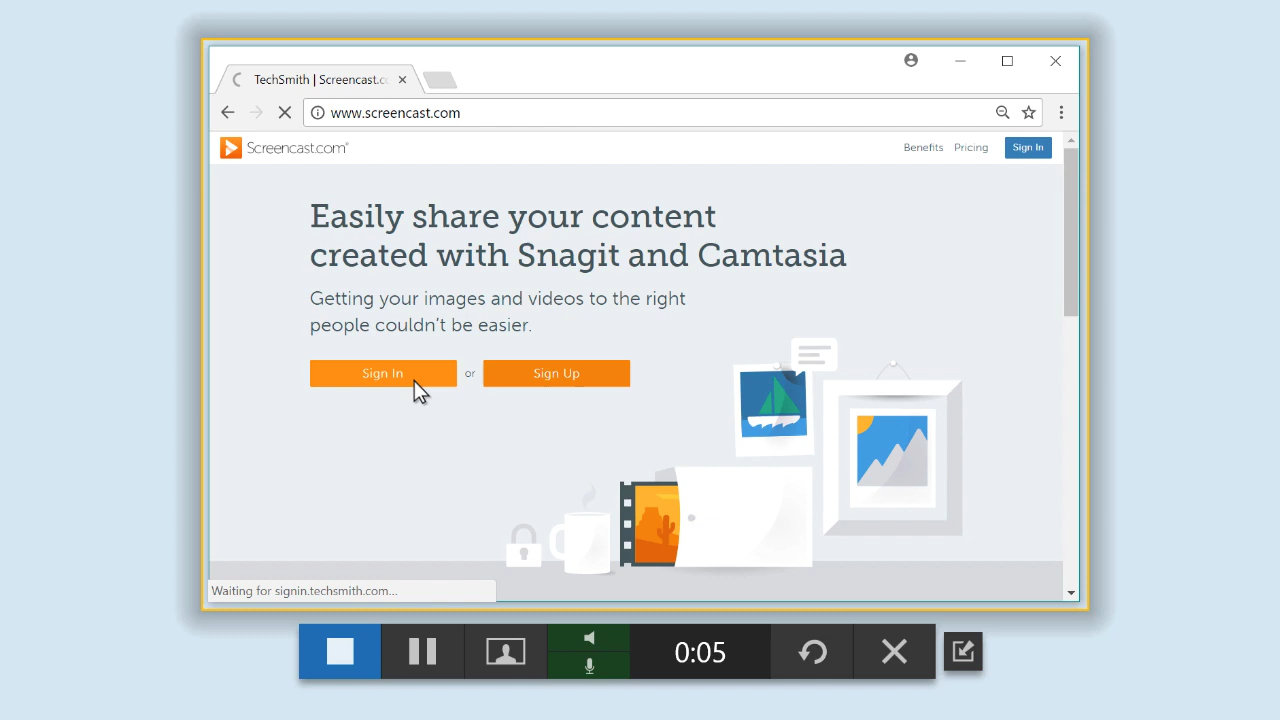 TechSmith | Screencast.c
www.screencast.com
Screencast.com®
Benefits Pricing Sign In
Easily share your content
created with Snagit and Camtasia
Getting your images and videos to the right
people couldn't be easier.
Sign In or Sign Up
Waiting for signin.techsmith.com...
0:05